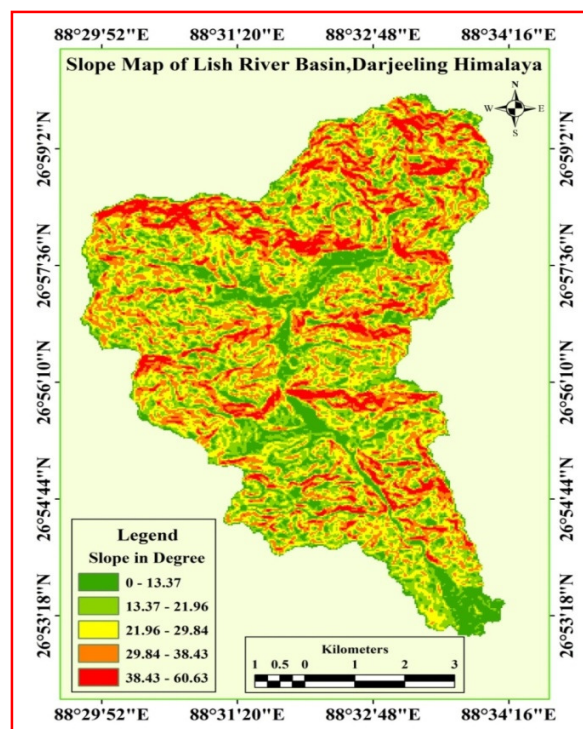 88°29'52"E 88°31'20"E 88°32'48"E 88°34'16"E
Slope Map of Lish River Basin,Darjeeling Himalaya
N
W E
S
26°59'2"N 26°59'2"N
26°57'36"N 26°57'36"N
26°56'10"N 26°56'10"N
26°54'44"N 26°54'44"N
26°53'18"N 26°53'18"N
Legend
Slope in Degree
0 - 13.37
13.37 - 21.96
21.96 - 29.84
29.84 - 38.43
38.43 - 60.63
Kilometers
1 0.5 0 1 2 3
88°29'52"E 88°31'20"E 88°32'48"E 88°34'16"E